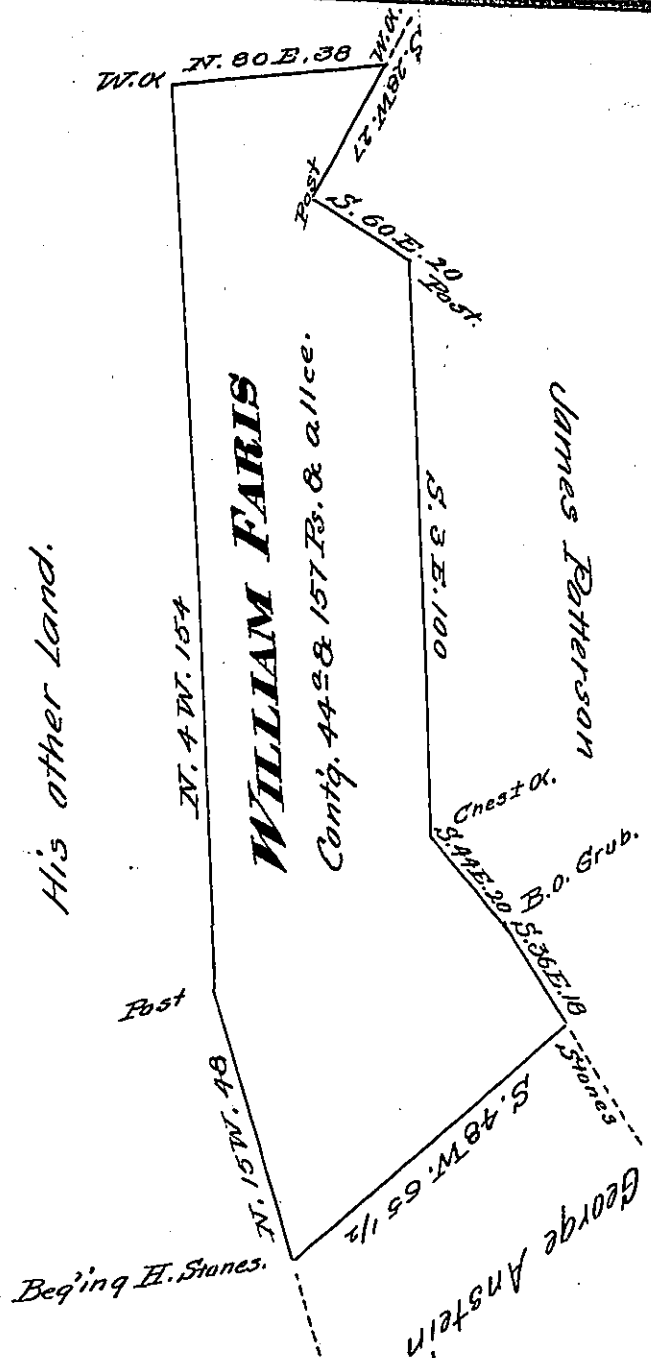 N. 80 E. 38
W.α
W.α.
S. 28 W. 27
Post
S. 60 E. 20
Post.
James Patterson
WILLIAM FARIS
Contq. 44ª & 157 Ps. & allce.
S. 3 E. 100
His other Land.
N. 4 W. 154
Chest α.
S. 44 E. 20
B.O. Grub.
S. 36 E. 18
Stones
Post
N. 15 W. 48
S. 48 W. 65 1/2
Beg'ing H. Stones.
George Anstein